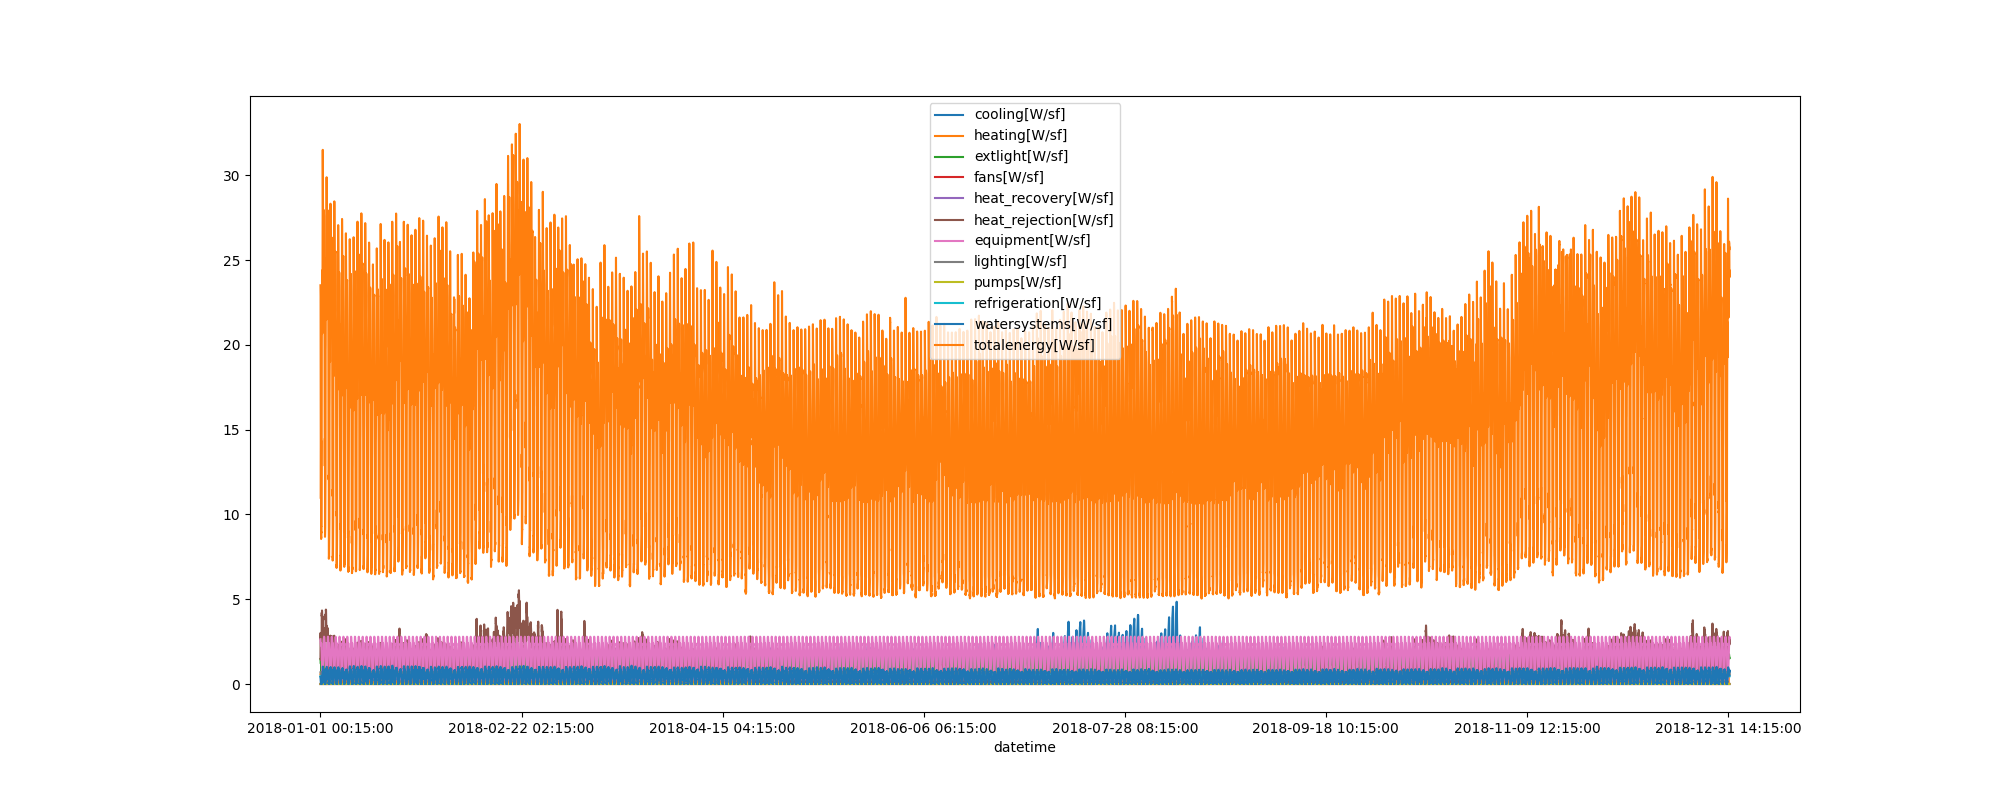 cooling[W/sf]
heating[W/sf]
extlight[W/sf]
fans[W/sf]
heat_recovery[W/sf]
heat_rejection[W/sf]
equipment[W/sf]
lighting[W/sf]
pumps[W/sf]
refrigeration[W/sf]
watersystems[W/sf]
totalenergy[W/sf]
30
25
20
15
10
5
0
2018-01-01 00:15:00 2018-02-22 02:15:00 2018-04-15 04:15:00 2018-06-06 06:15:00 2018-07-28 08:15:00 2018-09-18 10:15:00 2018-11-09 12:15:00 2018-12-31 14:15:00
datetime